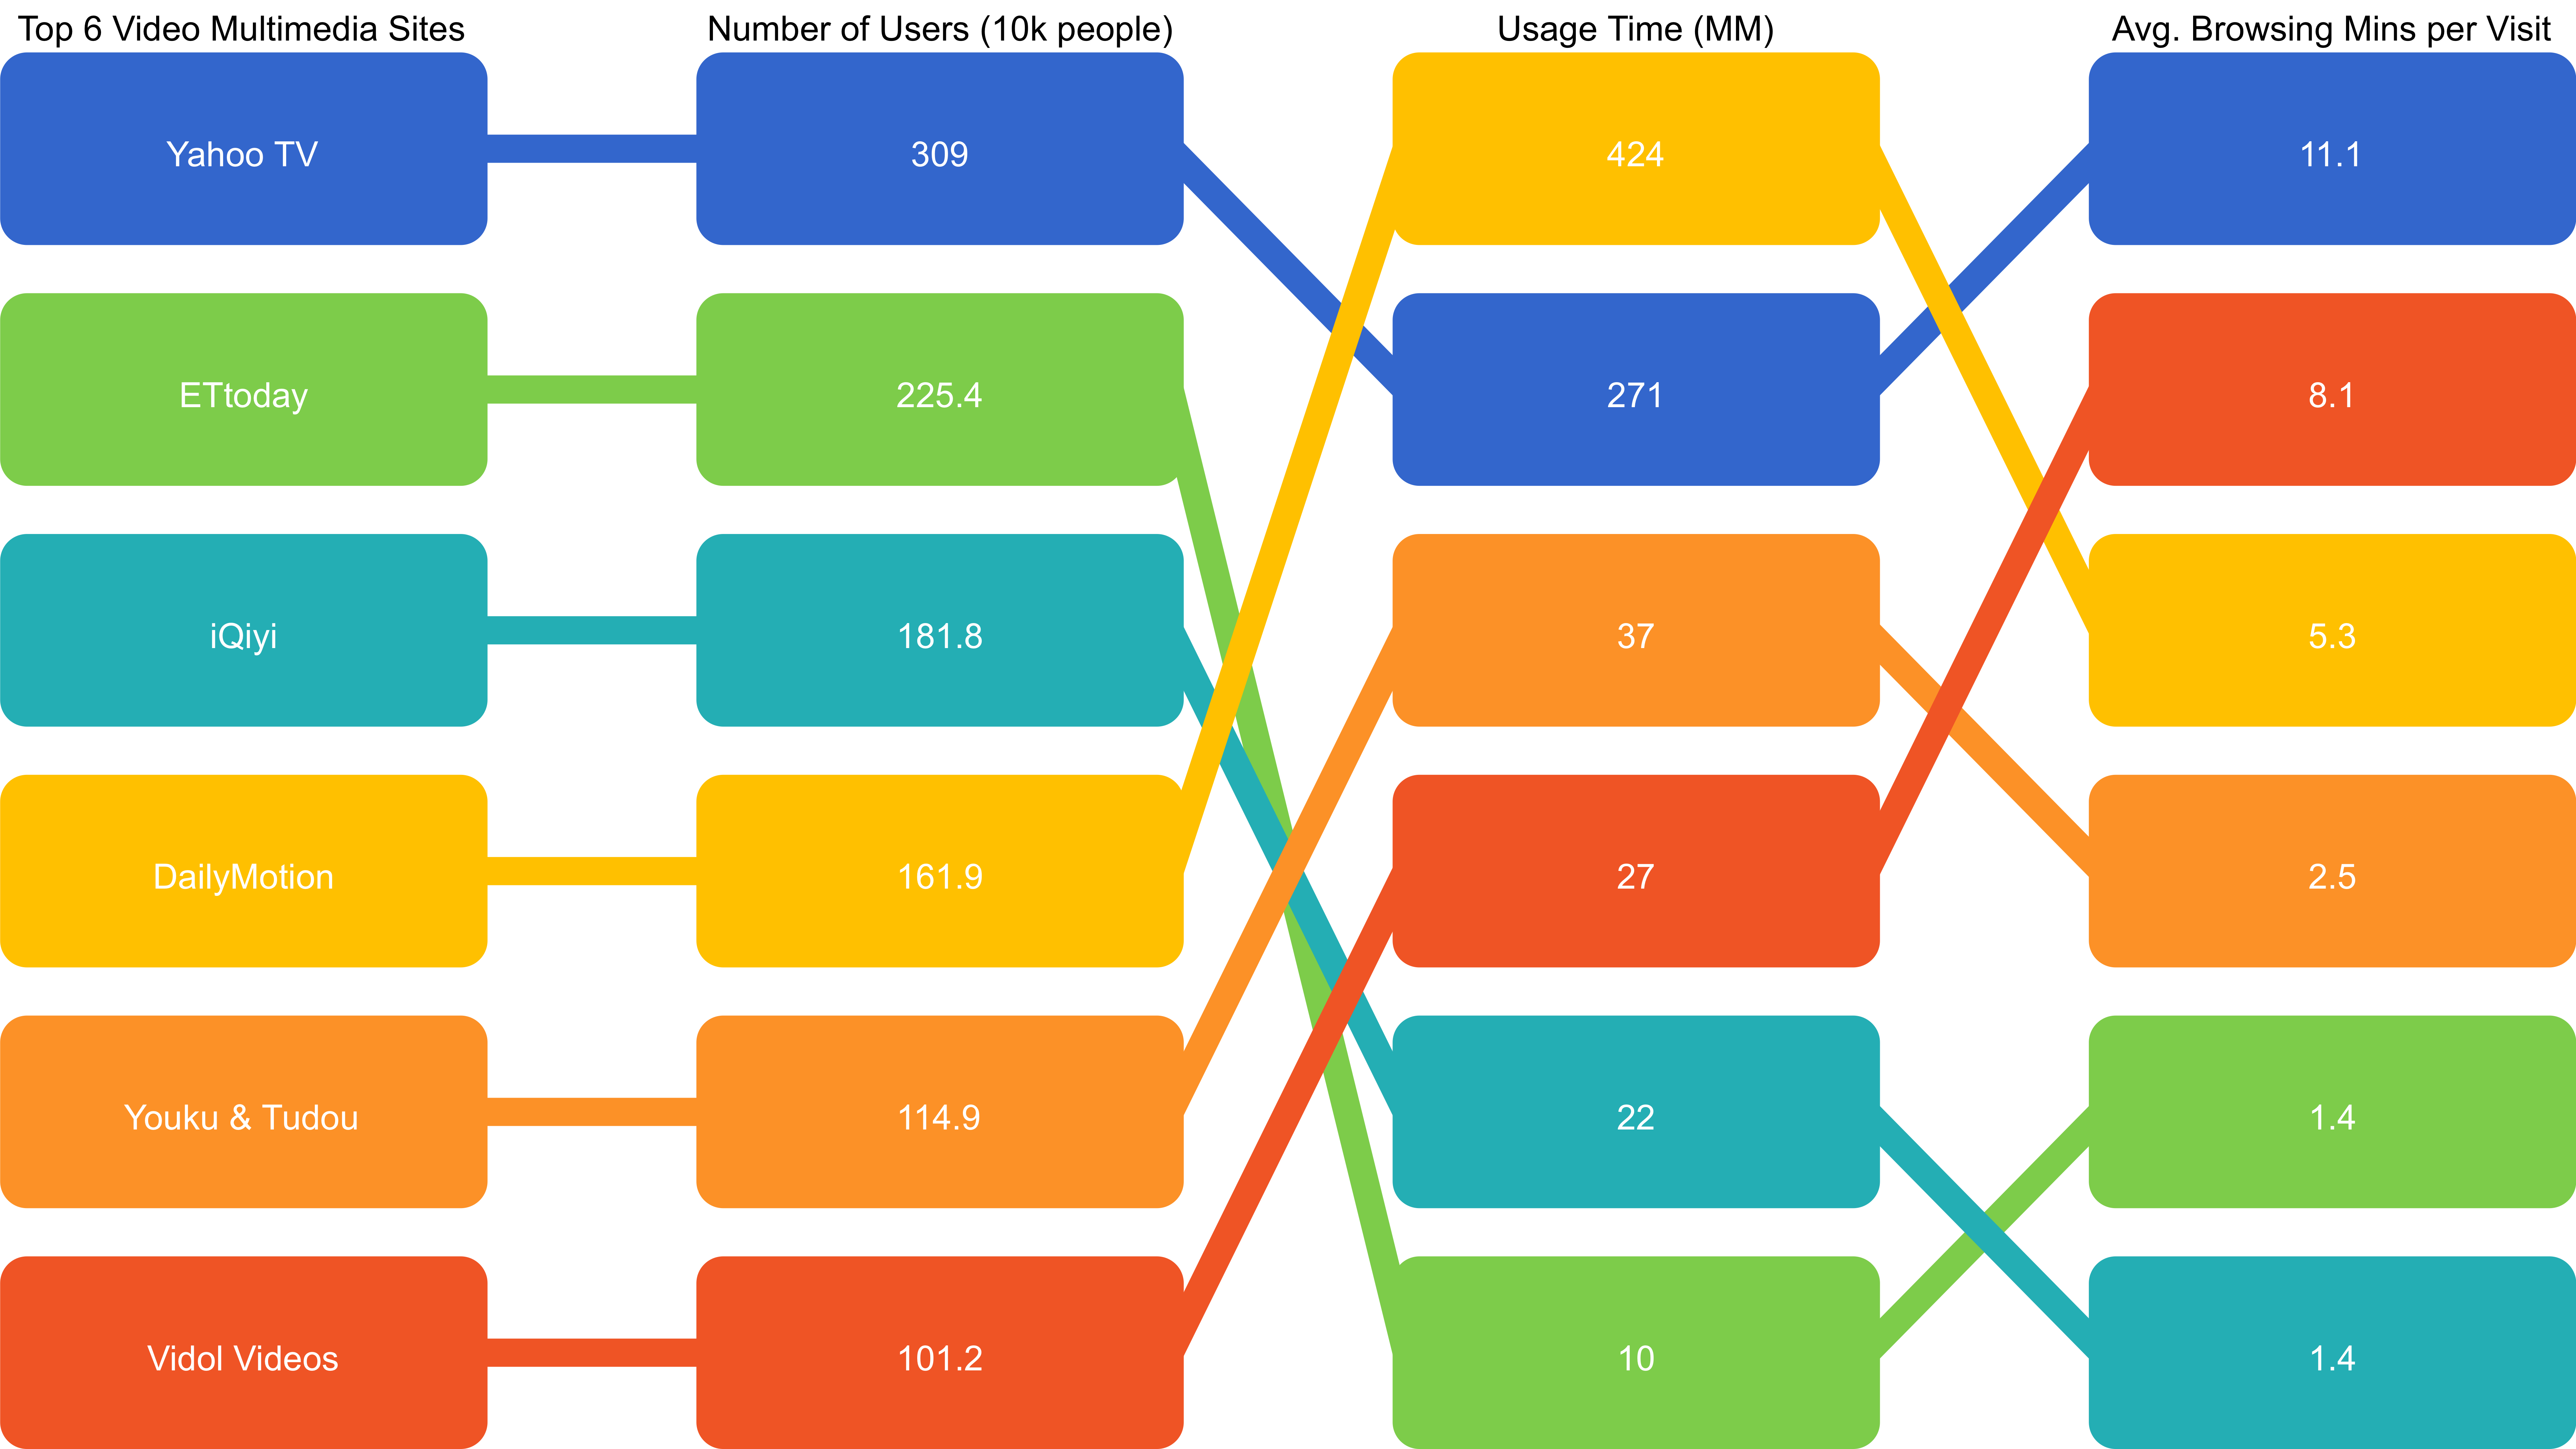 Top 6 Video Multimedia Sites Number of Users (10k people) Usage Time (MM) Avg. Browsing Mins per Visit
Yahoo TV 309 424 11.1
ETtoday 225.4 271 8.1
iQiyi 181.8 37 5.3
DailyMotion 161.9 27 2.5
Youku & Tudou 114.9 22 1.4
Vidol Videos 101.2 10 1.4